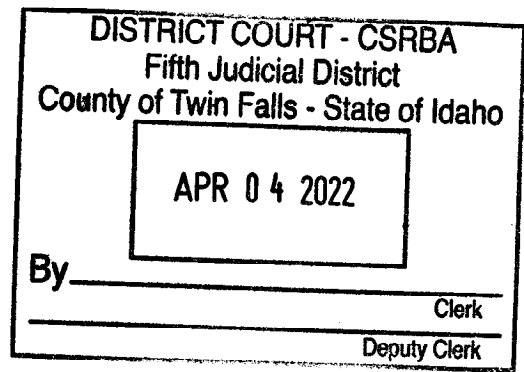 DISTRICT COURT - CSRBA
Fifth Judicial District
County of Twin Falls - State of Idaho
APR 04 2022
By
Clerk
Deputy Clerk